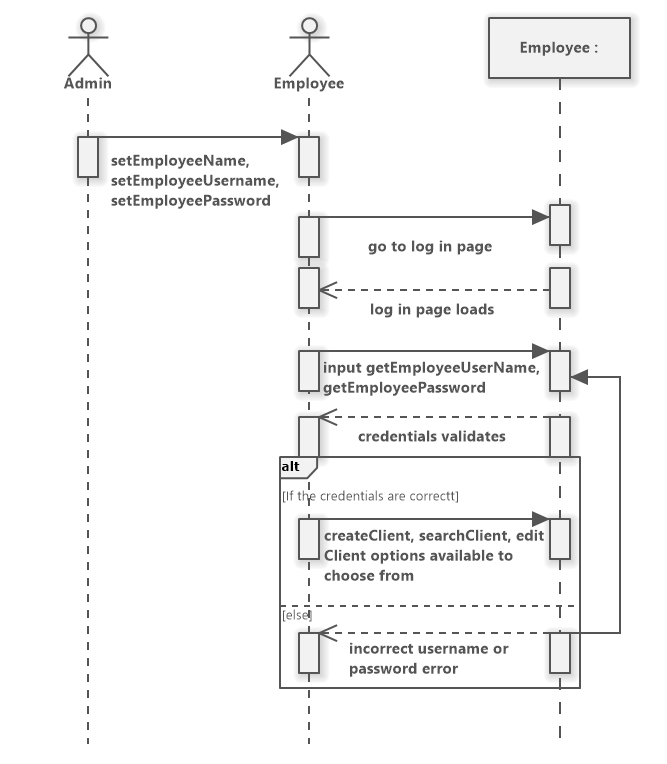 Employee :
Admin
Employee
setEmployeeName,
setEmployeeUsername,
setEmployeePassword
go to log in page
log in page loads
input getEmployeeUserName,
getEmployeePassword
credentials validates
alt
[If the credentials are correctt]
createClient, searchClient, edit
Client options available to
choose from
[else]
incorrect username or
password error